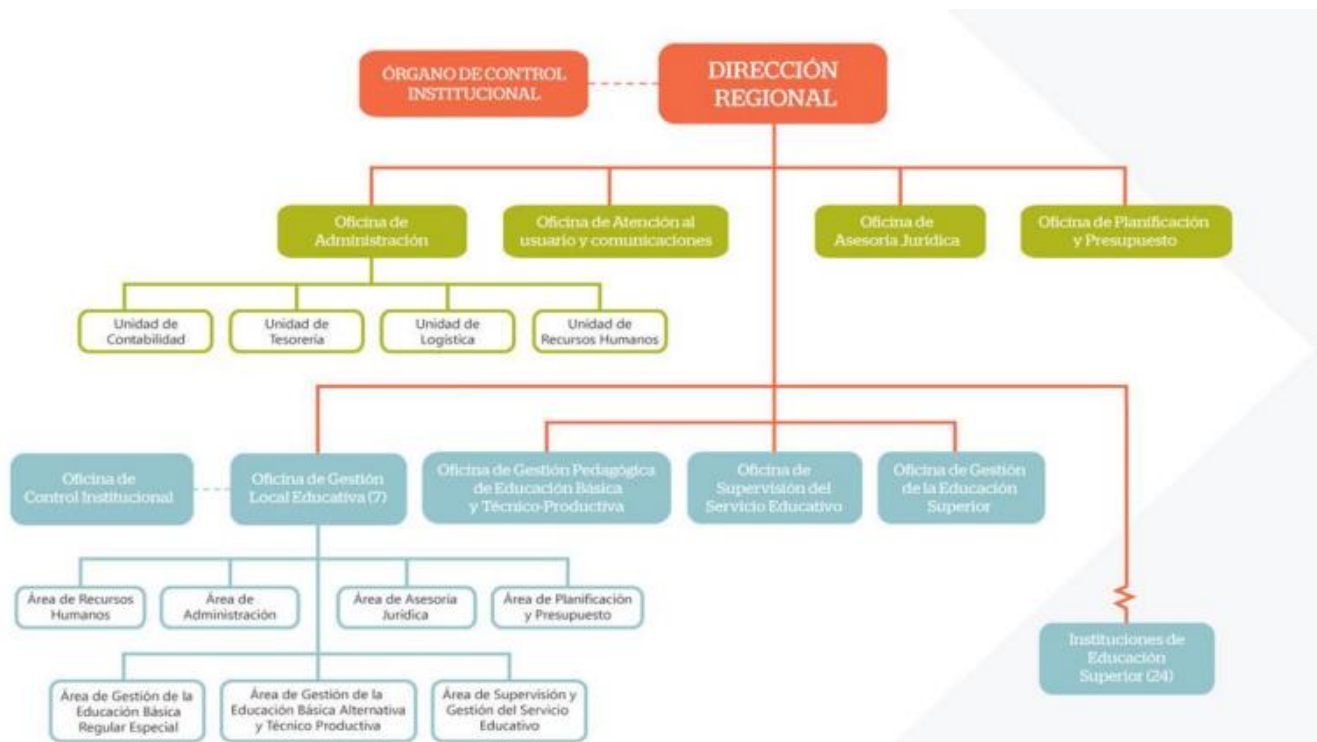 ÓRGANO DE CONTROL
INSTITUCIONAL
DIRECCIÓN
REGIONAL
Oficina de
Administración
Oficina de Atención al
usuario y comunicaciones
Oficina de
Asesoría Jurídica
Oficina de Planificación
y Presupuesto
Unidad de
Contabilidad
Unidad de
Tesorería
Unidad de
Logística
Unidad de
Recursos Humanos
Oficina de
Control Institucional
Oficina de Gestión
Local Educativa (7)
Oficina de Gestión Pedagógica
de Educación Básica
y Técnico-Productiva
Oficina de
Supervisión del
Servicio Educativo
Oficina de Gestión
de la Educación
Superior
Área de Recursos
Humanos
Área de
Administración
Área de Asesoría
Jurídica
Área de Planificación
y Presupuesto
Instituciones de
Educación
Superior (24)
Área de Gestión de la
Educación Básica
Regular Especial
Área de Gestión de la
Educación Básica Alternativa
y Técnico Productiva
Área de Supervisión y
Gestión del Servicio
Educativo